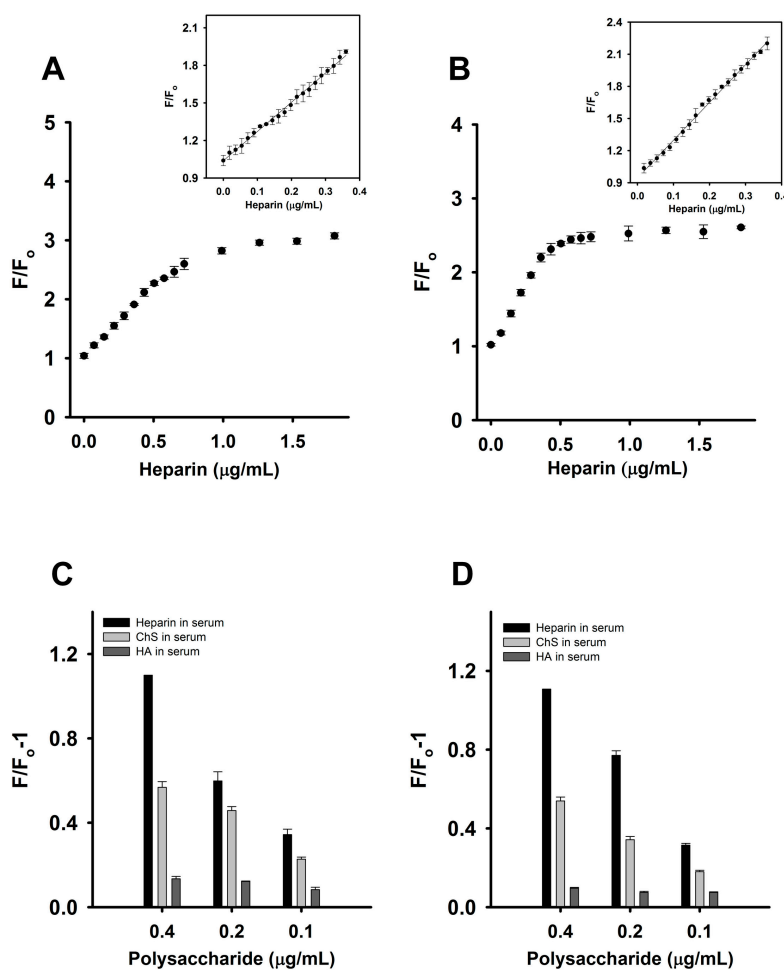 A
F/Fo
2.1
1.8
1.5
1.2
0.9
0.0 0.1 0.2 0.3 0.4
Heparin (μg/mL)
F/Fo
5
4
3
2
1
0
0.0 0.5 1.0 1.5
Heparin (μg/mL)
B
F/Fo
2.4
2.1
1.8
1.5
1.2
0.9
0.0 0.1 0.2 0.3 0.4
Heparin (μg/mL)
F/Fo
4
3
2
1
0
0.0 0.5 1.0 1.5
Heparin (μg/mL)
C
Heparin in serum
ChS in serum
HA in serum
F/Fo-1
1.2
0.8
0.4
0.0
0.4 0.2 0.1
Polysaccharide (μg/mL)
D
Heparin in serum
ChS in serum
HA in serum
F/Fo-1
1.2
0.8
0.4
0.0
0.4 0.2 0.1
Polysaccharide (μg/mL)